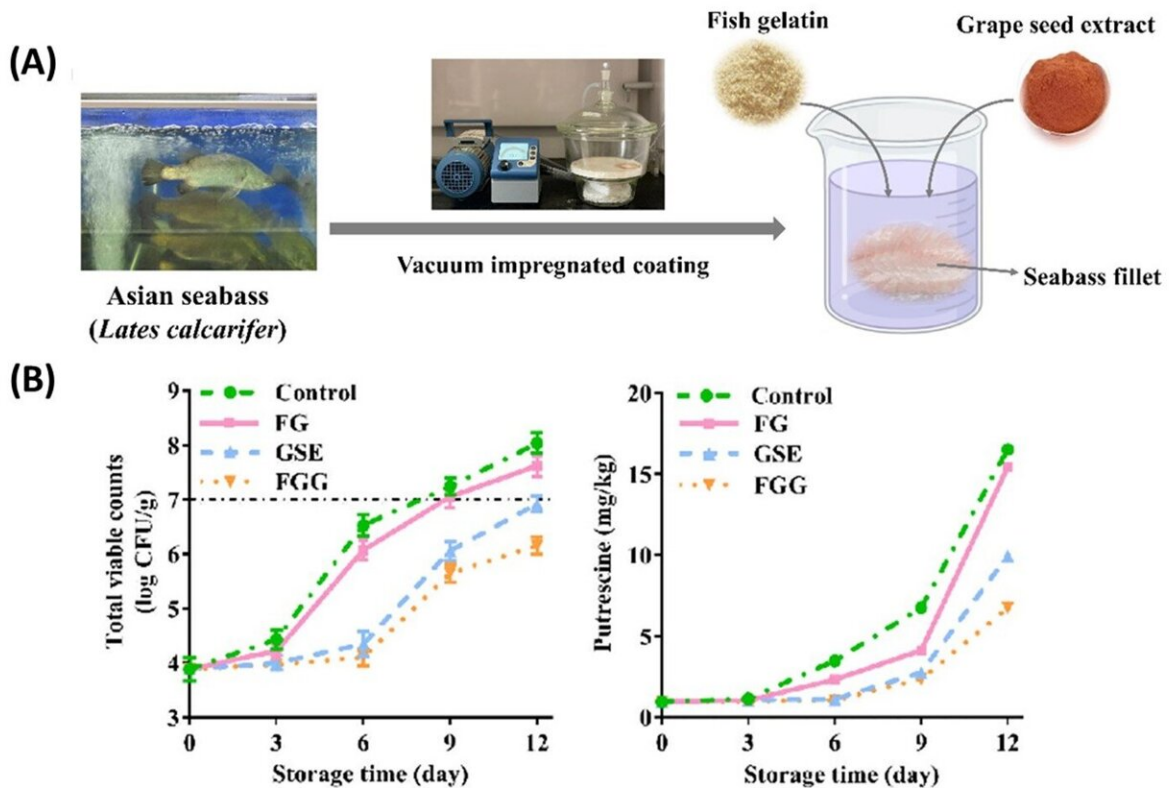 (A)
Fish gelatin
Grape seed extract
Vacuum impregnated coating
Asian seabass
(Lates calcarifer)
Seabass fillet
(B)
Total viable counts
(log CFU/g)
9
8
7
6
5
4
3
Control
FG
GSE
FGG
0 3 6 9 12
Storage time (day)
Putrescine (mg/kg)
20
15
10
5
0
Control
FG
GSE
FGG
0 3 6 9 12
Storage time (day)